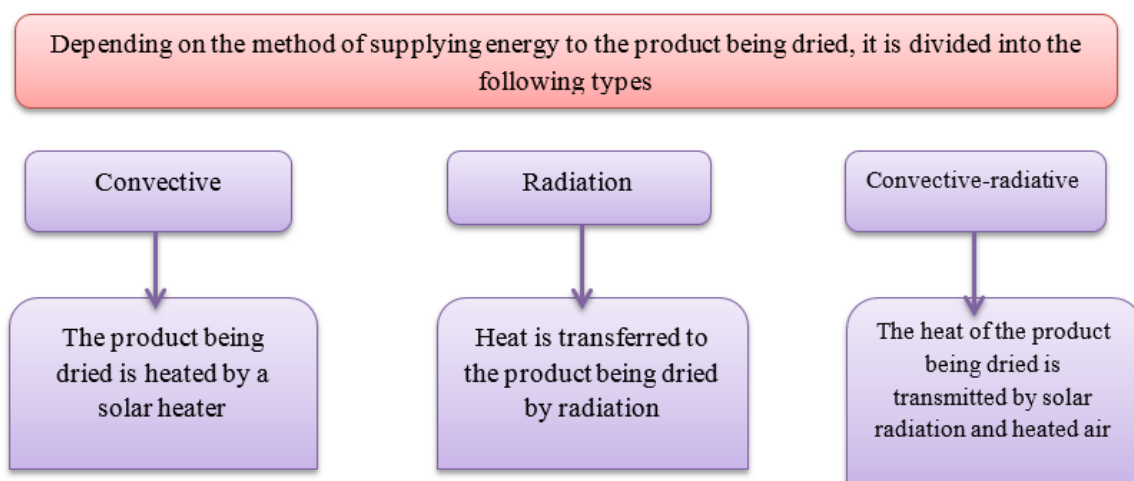 Depending on the method of supplying energy to the product being dried, it is divided into the
following types
Convective
Radiation
Convective-radiative
The product being
dried is heated by a
solar heater
Heat is transferred to
the product being dried
by radiation
The heat of the product
being dried is
transmitted by solar
radiation and heated air